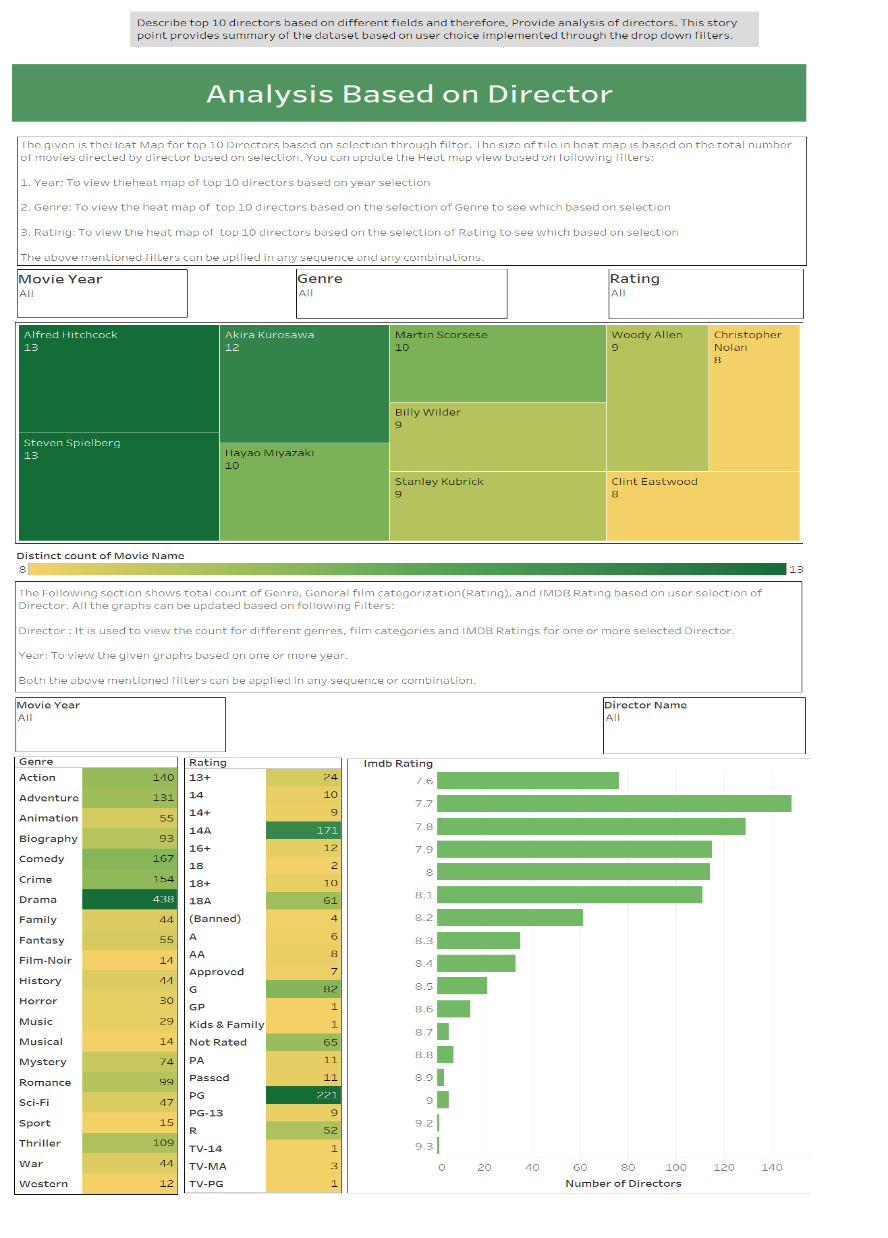 Describe top 10 directors based on different fields and therefore, Provide analysis of directors. This story
point provides summary of the dataset based on user choice implemented through the drop down filters.
Analysis Based on Director
The given is theHeat Map for top 10 Directors based on selection through filter. The size of tile in heat map is based on the total number
of movies directed by director based on selection. You can update the Heat map view based on following filters:
1. Year: To view theheat map of top 10 directors based on year selection
2. Genre: To view the heat map of  top 10 directors based on the selection of Genre to see which based on selection
3. Rating: To view the heat map of  top 10 directors based on the selection of Rating to see which based on selection
The above mentioned filters can be apllied in any sequence and any combinations.
Movie Year
All
Genre
All
Rating
All
Alfred Hitchcock
13
Steven Spielberg
13
Akira Kurosawa
12
Hayao Miyazaki
10
Martin Scorsese
10
Billy Wilder
9
Stanley Kubrick
9
Woody Allen
9
Christopher
Nolan
8
Clint Eastwood
8
Distinct count of Movie Name
8 13
The Following section shows total count of Genre, General film categorization(Rating), and IMDB Rating based on user selection of
Director. All the graphs can be updated based on following Filters:
Director : It is used to view the count for different genres, film categories and IMDB Ratings for one or more selected Director.
Year: To view the given graphs based on one or more year.
Both the above mentioned filters can be applied in any sequence or combination.
Movie Year
All
Director Name
All
Genre
Action 140
Adventure 131
Animation 55
Biography 93
Comedy 167
Crime 154
Drama 438
Family 44
Fantasy 55
Film-Noir 14
History 44
Horror 30
Music 29
Musical 14
Mystery 74
Romance 99
Sci-Fi 47
Sport 15
Thriller 109
War 44
Western 12
Rating
13+ 24
14 10
14+ 9
14A 171
16+ 12
18 2
18+ 10
18A 61
(Banned) 4
A 6
AA 8
Approved 7
G 82
GP 1
Kids & Family 1
Not Rated 65
PA 11
Passed 11
PG 221
PG-13 9
R 52
TV-14 1
TV-MA 3
TV-PG 1
Imdb Rating
7.6
7.7
7.8
7.9
8
8.1
8.2
8.3
8.4
8.5
8.6
8.7
8.8
8.9
9
9.2
9.3
0 20 40 60 80 100 120 140
Number of Directors